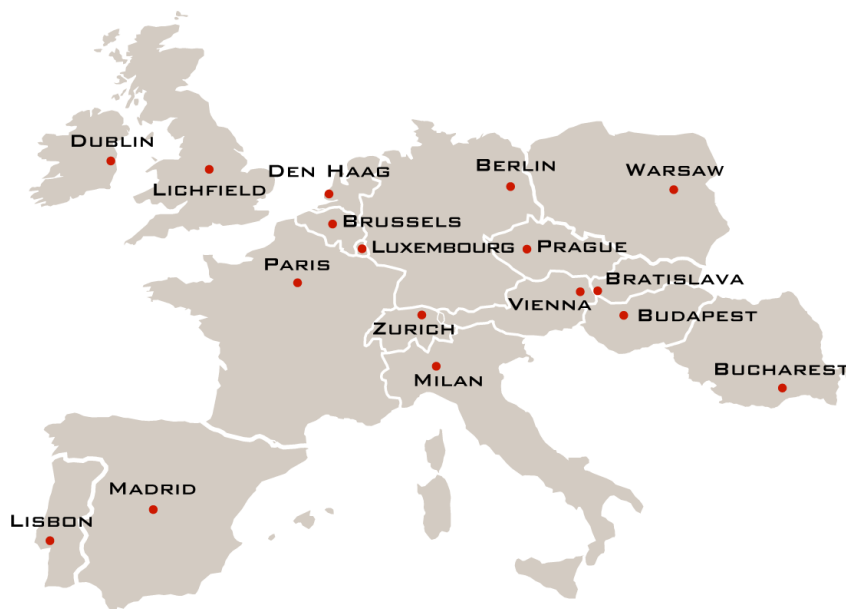 Dublin
Lichfield
Den Haag
Berlin
Warsaw
Brussels
Luxembourg
Prague
Paris
Bratislava
Vienna
Budapest
Zurich
Milan
Bucharest
Madrid
Lisbon